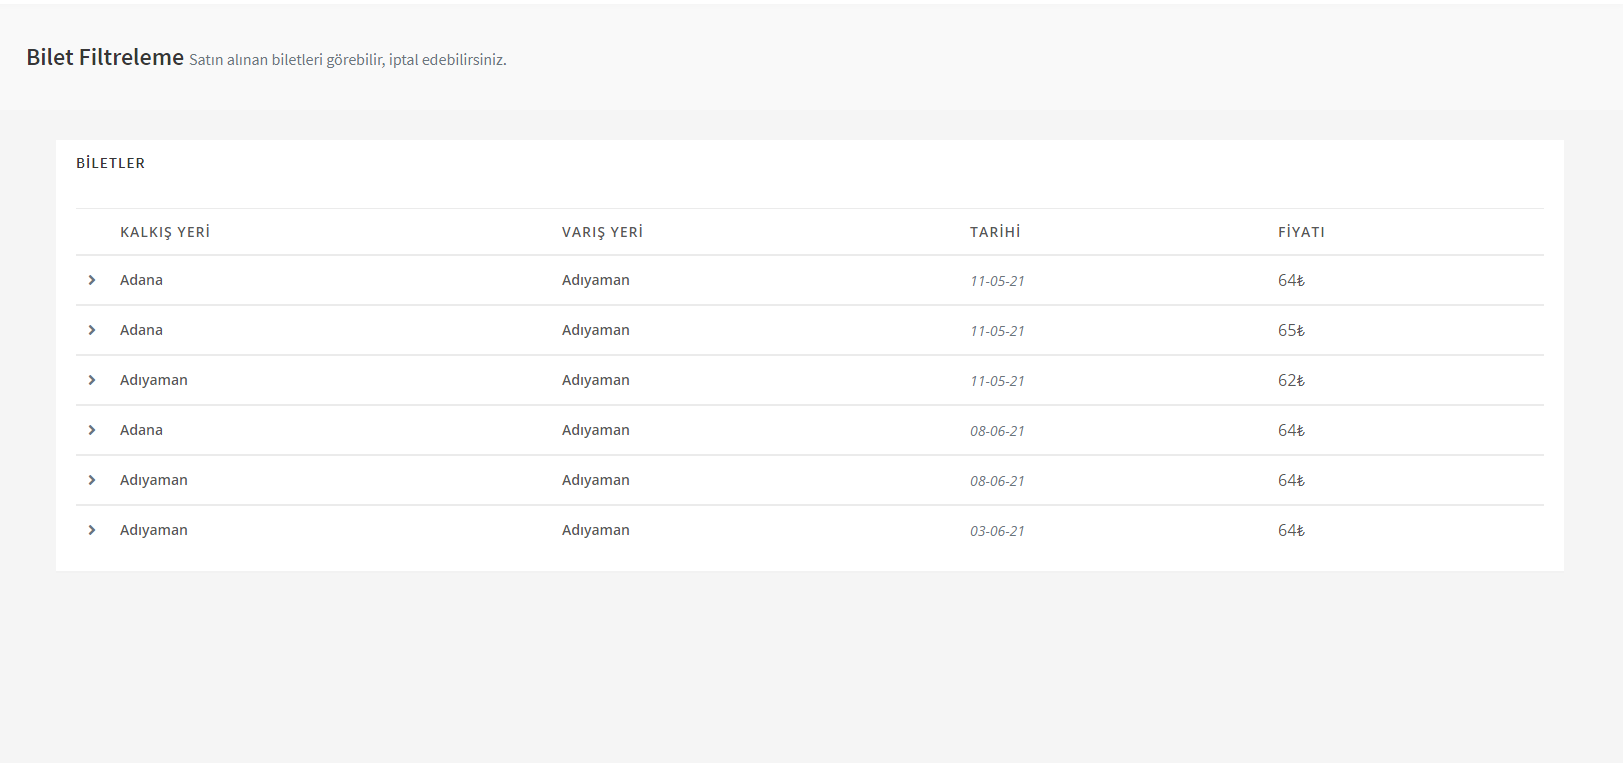 Bilet Filtreleme Satın alınan biletleri görebilir, iptal edebilirsiniz.
BİLETLER
KALKIŞ YERİ VARIŞ YERİ TARİHİ FİYATI
Adana Adıyaman 11-05-21 64₺
Adana Adıyaman 11-05-21 65₺
Adıyaman Adıyaman 11-05-21 62₺
Adana Adıyaman 08-06-21 64₺
Adıyaman Adıyaman 08-06-21 64₺
Adıyaman Adıyaman 03-06-21 64₺